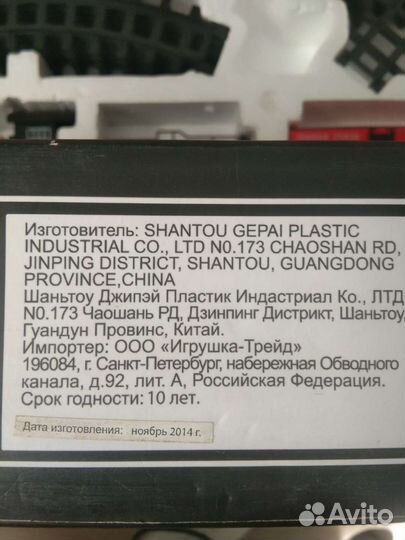 Изготовитель: SHANTOU GEPAI PLASTIC
INDUSTRIAL CO., LTD N0.173 CHAOSHAN RD,
JINPING DISTRICT, SHANTOU, GUANGDONG
PROVINCE,CHINA
Шаньтоу Джипэй Пластик Индастриал Ко., ЛТД
N0.173 Чаошань РД, Дзинпинг Дистрикт, Шаньтоу,
Гуандун Провинс, Китай.
Импортер: ООО «Игрушка-Трейд»
196084, г. Санкт-Петербург, набережная Обводного
канала, д.92, лит. А, Российская Федерация.
Срок годности: 10 лет.
Дата изготовления: ноябрь 2014 г.
Avito